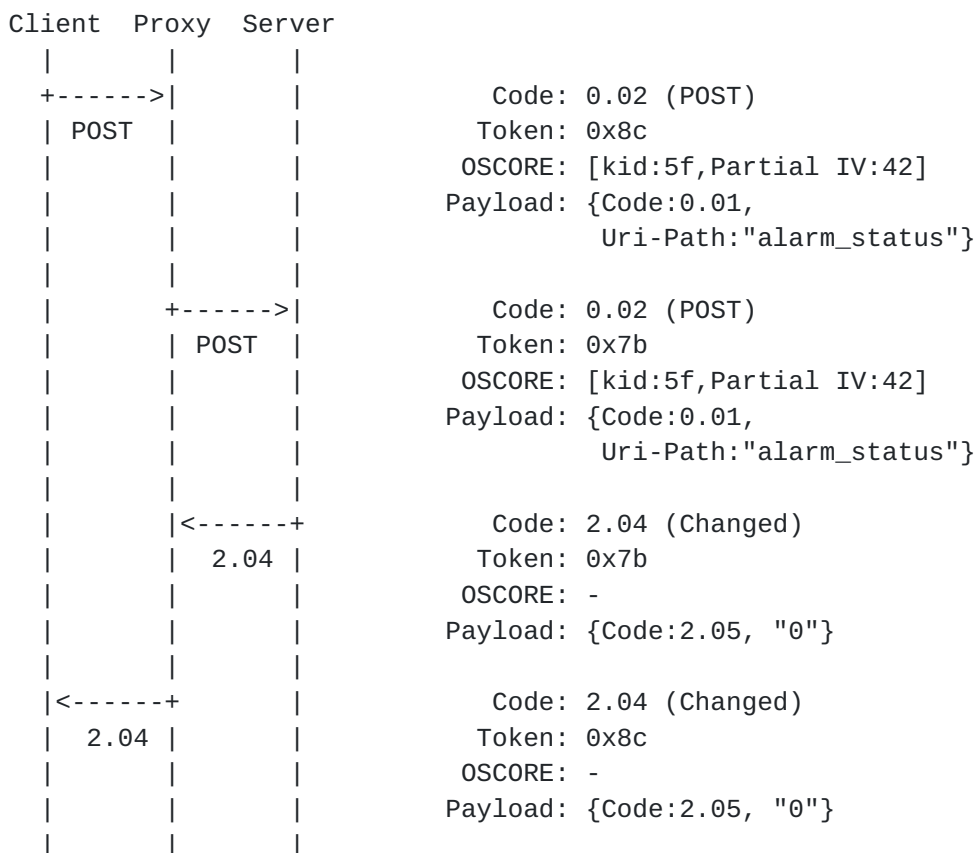 Client  Proxy  Server
  |       |       |
  +------>|       |            Code: 0.02 (POST)
  | POST  |       |           Token: 0x8c
  |       |       |          OSCORE: [kid:5f,Partial IV:42]
  |       |       |         Payload: {Code:0.01,
  |       |       |                   Uri-Path:"alarm_status"}
  |       |       |
  |       +------>|            Code: 0.02 (POST)
  |       | POST  |           Token: 0x7b
  |       |       |          OSCORE: [kid:5f,Partial IV:42]
  |       |       |         Payload: {Code:0.01,
  |       |       |                   Uri-Path:"alarm_status"}
  |       |       |
  |       |<------+            Code: 2.04 (Changed)
  |       |  2.04 |           Token: 0x7b
  |       |       |          OSCORE: -
  |       |       |         Payload: {Code:2.05, "0"}
  |       |       |
  |<------+       |            Code: 2.04 (Changed)
  |  2.04 |       |           Token: 0x8c
  |       |       |          OSCORE: -
  |       |       |         Payload: {Code:2.05, "0"}
  |       |       |